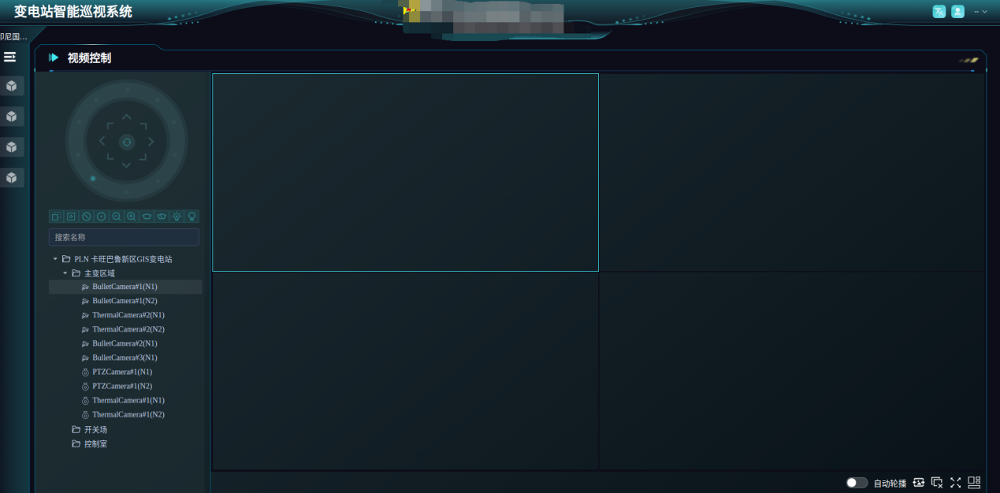 变电站智能巡视系统
印尼国...
视频控制
搜索名称
PLN 卡旺巴鲁新区GIS变电站
主变区域
BulletCamera#1(N1)
BulletCamera#1(N2)
ThermalCamera#2(N1)
ThermalCamera#2(N2)
BulletCamera#2(N1)
BulletCamera#3(N1)
PTZCamera#1(N1)
PTZCamera#1(N2)
ThermalCamera#1(N1)
ThermalCamera#1(N2)
开关场
控制室
自动轮播